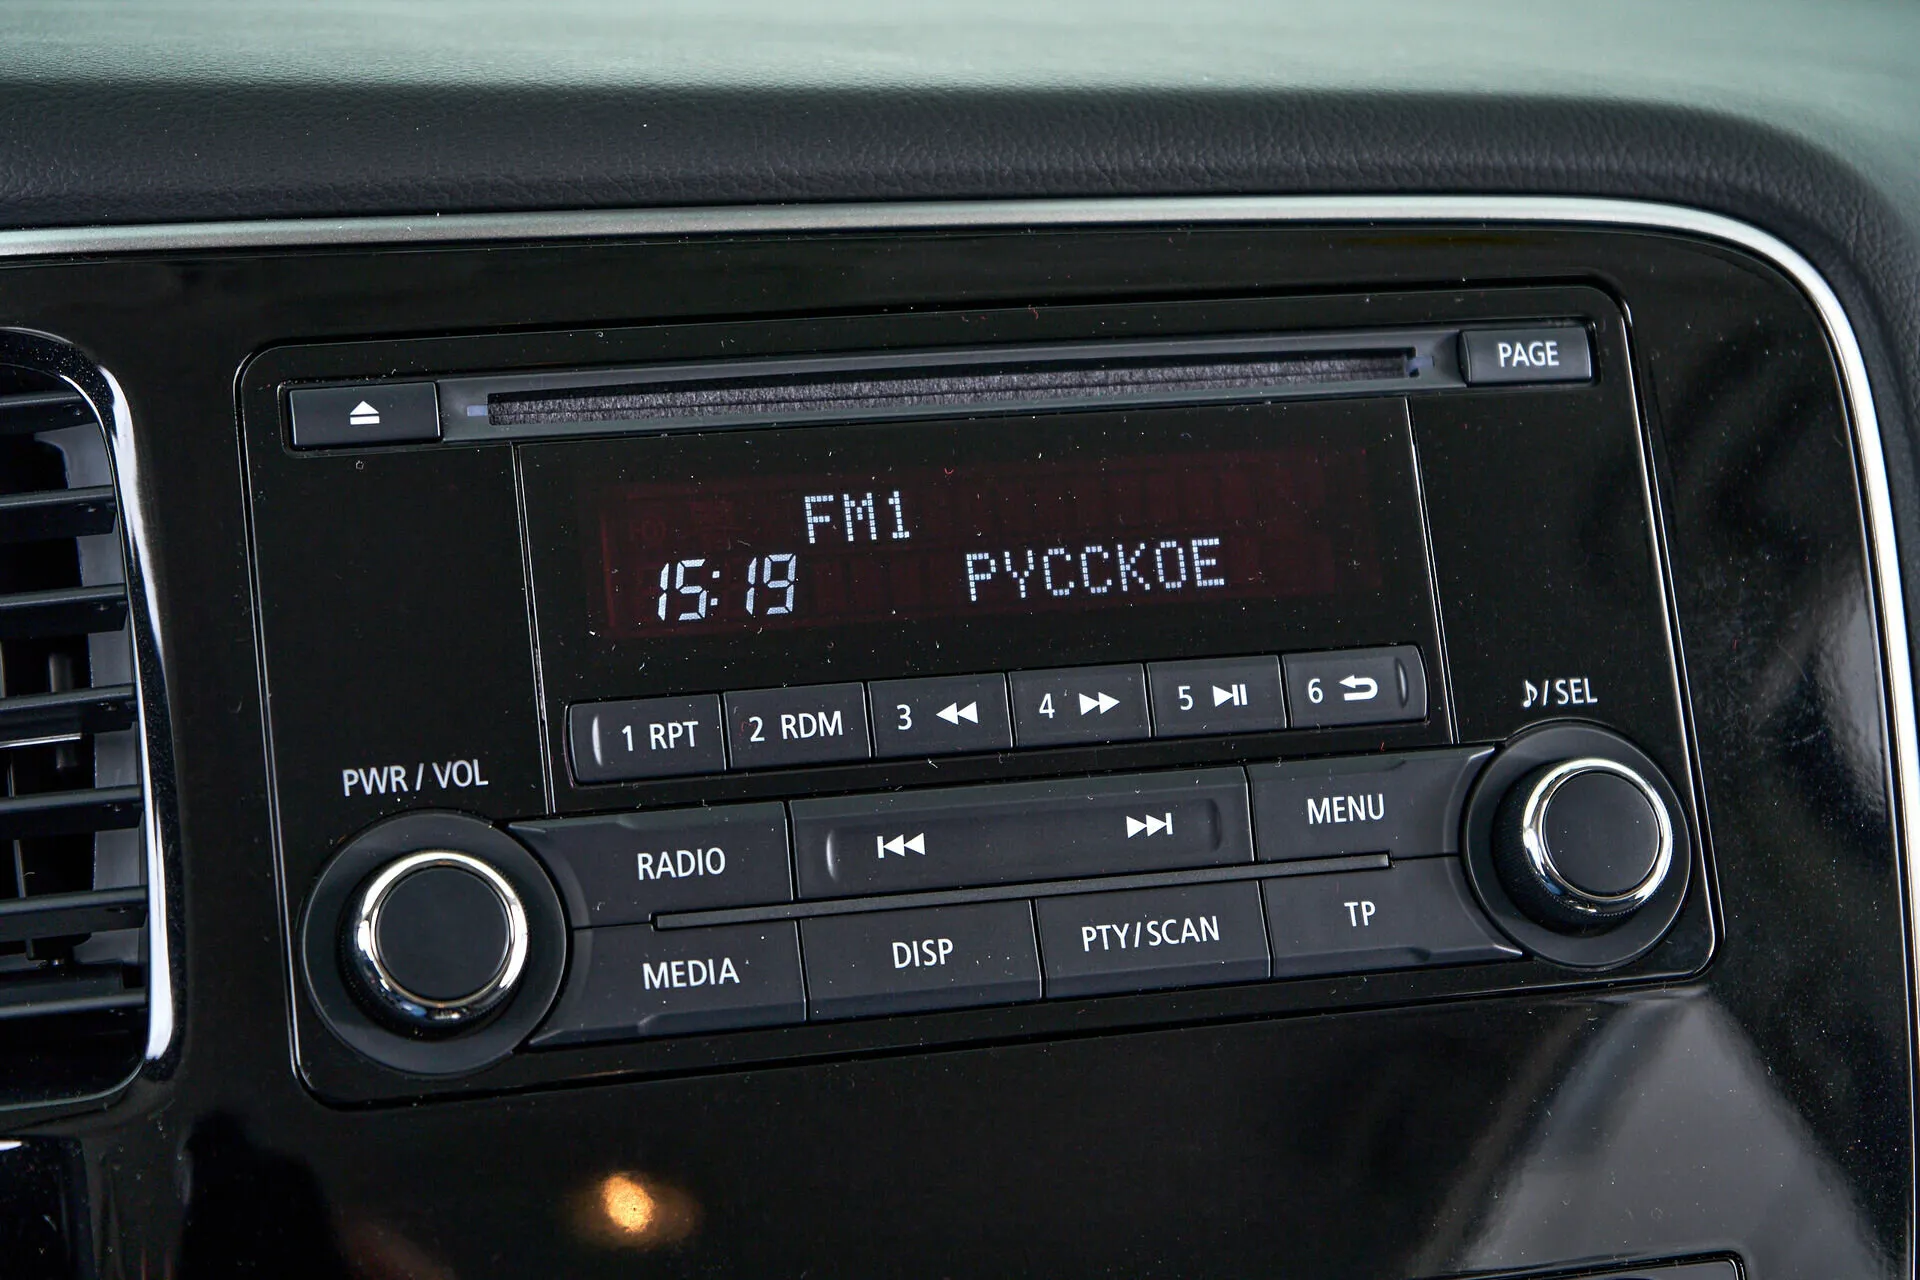 PAGE
FM1
15:19 РУССКОЕ
1 RPT 2 RDM 3 4 5 6
PWR / VOL
♪/ SEL
RADIO
MENU
MEDIA DISP PTY/SCAN TP